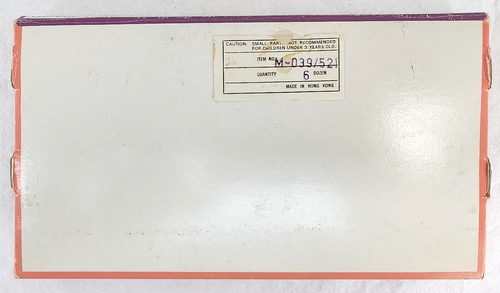 CAUTION: SMALL PARTS NOT RECOMMENDED
FOR CHILDREN UNDER 3 YEARS OLD.
ITEM NO. M-039/521
QUANTITY 6 DOZEN
MADE IN HONG KONG